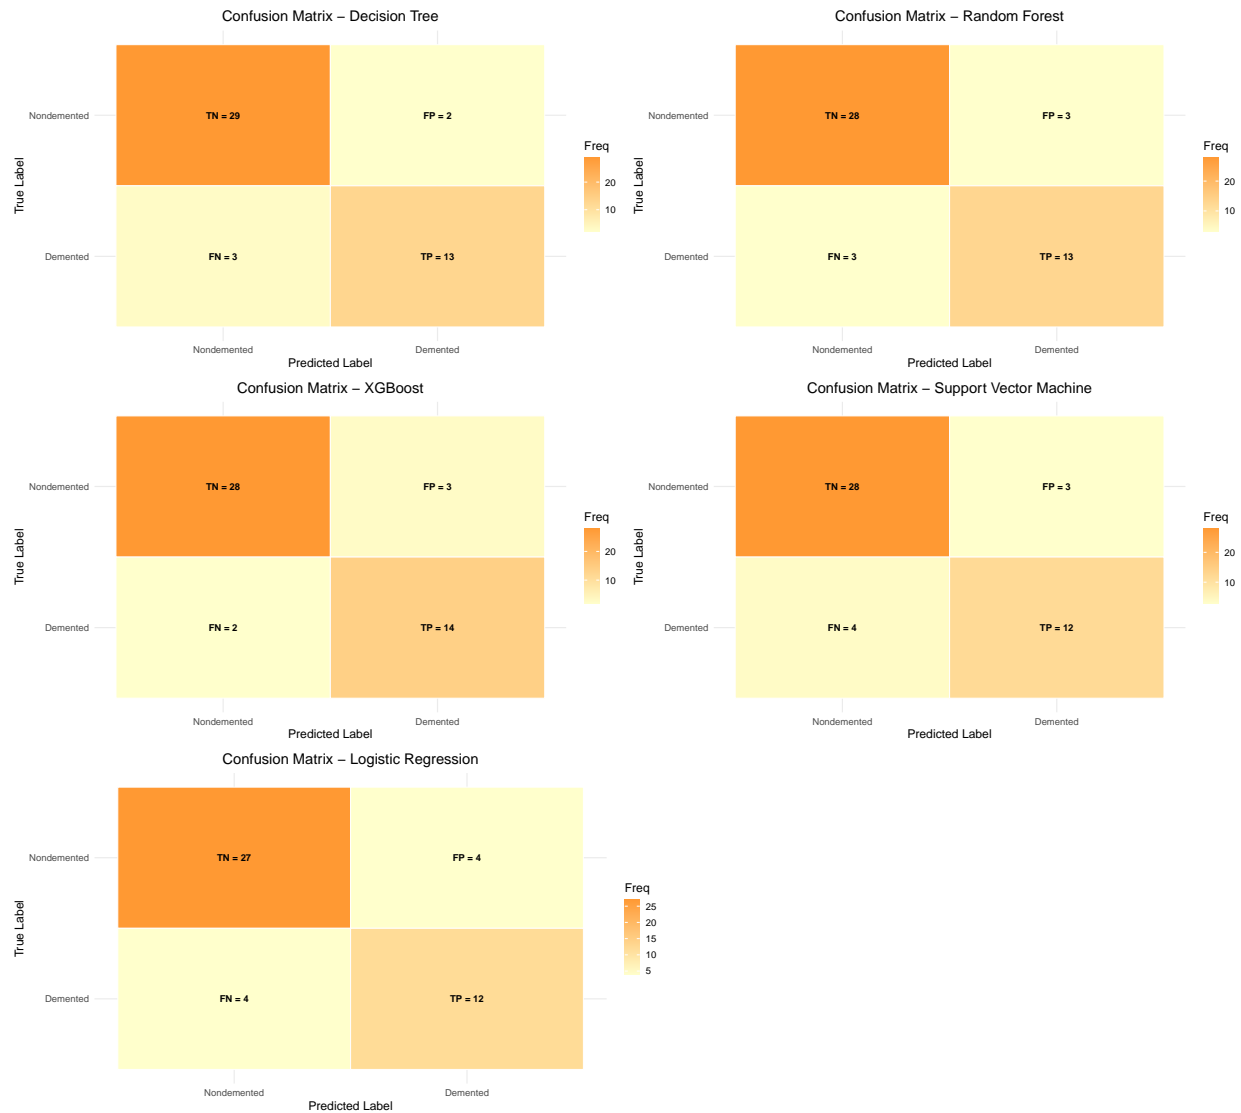 Confusion Matrix – Decision Tree
Nondemented
Demented
True Label
TN = 29
FP = 2
FN = 3
TP = 13
Nondemented
Demented
Predicted Label
Freq
20
10
Confusion Matrix – Random Forest
Nondemented
Demented
True Label
TN = 28
FP = 3
FN = 3
TP = 13
Nondemented
Demented
Predicted Label
Freq
20
10
Confusion Matrix – XGBoost
Nondemented
Demented
True Label
TN = 28
FP = 3
FN = 2
TP = 14
Nondemented
Demented
Predicted Label
Freq
20
10
Confusion Matrix – Support Vector Machine
Nondemented
Demented
True Label
TN = 28
FP = 3
FN = 4
TP = 12
Nondemented
Demented
Predicted Label
Freq
20
10
Confusion Matrix – Logistic Regression
Nondemented
Demented
True Label
TN = 27
FP = 4
FN = 4
TP = 12
Nondemented
Demented
Predicted Label
Freq
25
20
15
10
5